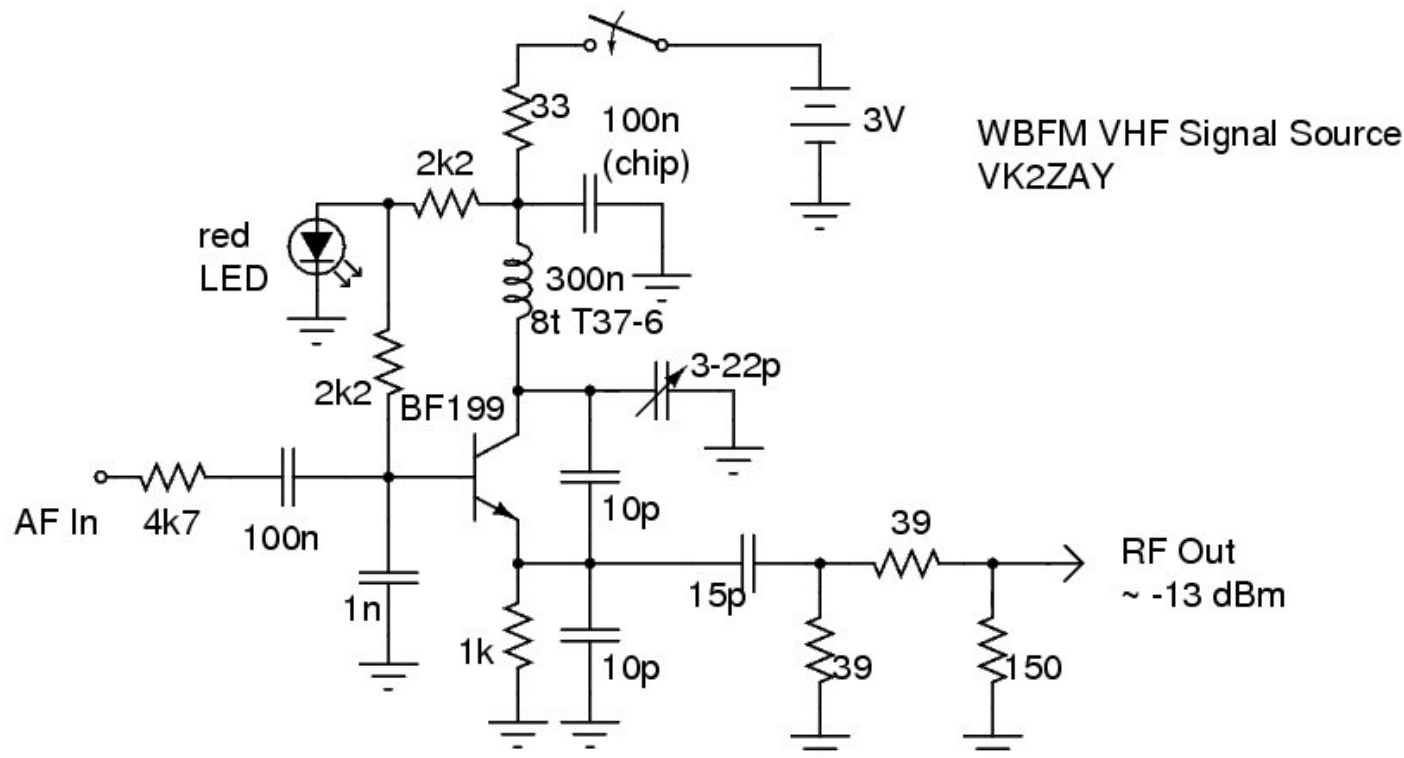 33
100n
(chip)
3V
WBFM VHF Signal Source
VK2ZAY
2k2
red
LED
300n
8t T37-6
3-22p
2k2
BF199
10p
AF In
4k7
100n
39
RF Out
~ -13 dBm
15p
1n
1k
10p
39
150